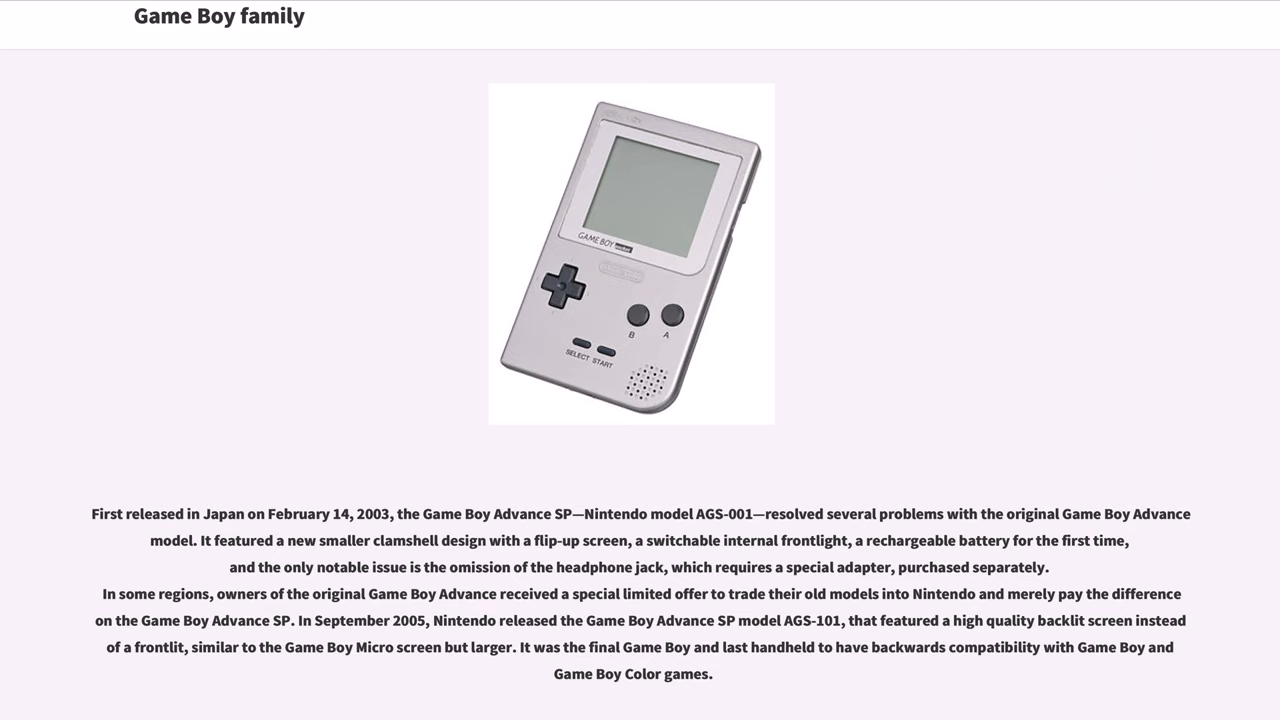 Game Boy family
GAME BOY pocket
B A
SELECT START
First released in Japan on February 14, 2003, the Game Boy Advance SP—Nintendo model AGS-001—resolved several problems with the original Game Boy Advance
model. It featured a new smaller clamshell design with a flip-up screen, a switchable internal frontlight, a rechargeable battery for the first time,
and the only notable issue is the omission of the headphone jack, which requires a special adapter, purchased separately.
In some regions, owners of the original Game Boy Advance received a special limited offer to trade their old models into Nintendo and merely pay the difference
on the Game Boy Advance SP. In September 2005, Nintendo released the Game Boy Advance SP model AGS-101, that featured a high quality backlit screen instead
of a frontlit, similar to the Game Boy Micro screen but larger. It was the final Game Boy and last handheld to have backwards compatibility with Game Boy and
Game Boy Color games.